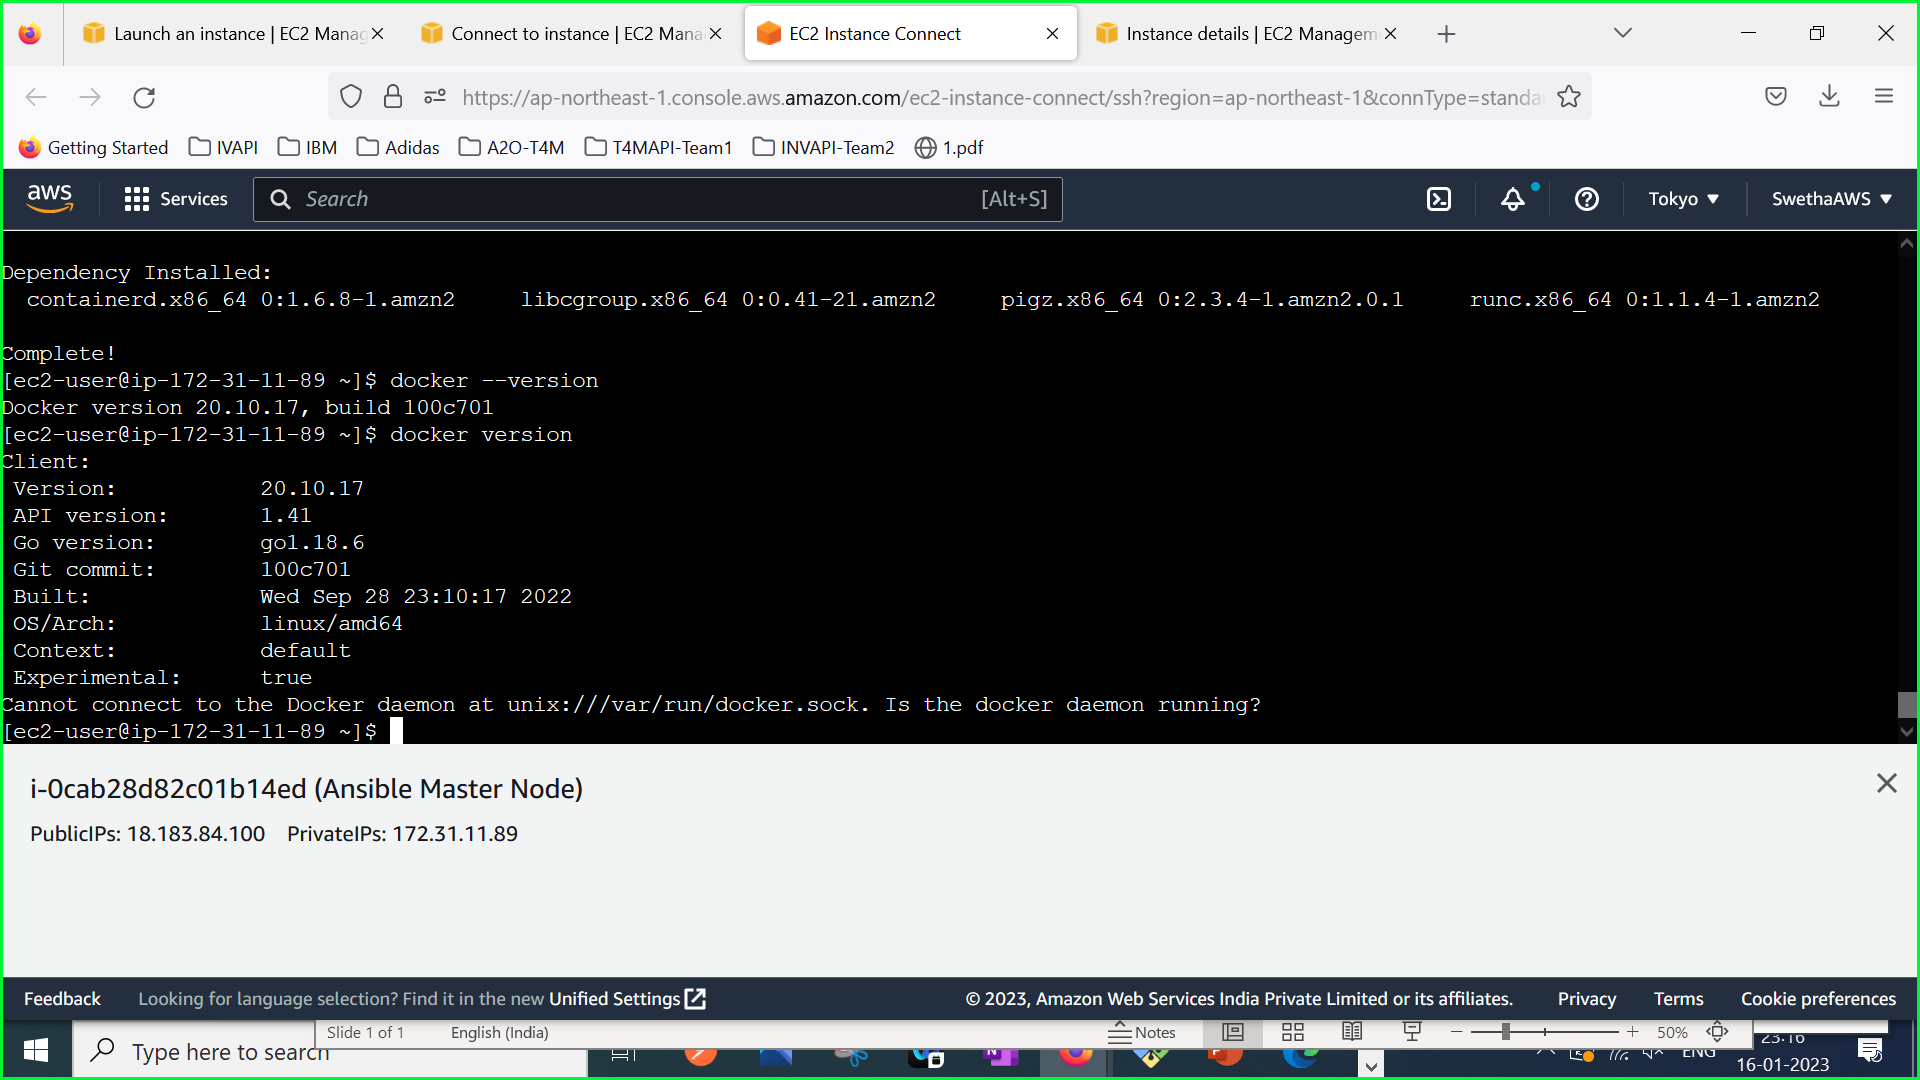 Launch an instance | EC2 Manag
Connect to instance | EC2 Mana
EC2 Instance Connect
Instance details | EC2 Managem
https://ap-northeast-1.console.aws.amazon.com/ec2-instance-connect/ssh?region=ap-northeast-1&connType=standa
Getting Started
IVAPI
IBM
Adidas
A2O-T4M
T4MAPI-Team1
INVAPI-Team2
1.pdf
aws
Services
Search
[Alt+S]
Tokyo
SwethaAWS
Dependency Installed:
containerd.x86_64 0:1.6.8-1.amzn2 libcgroup.x86_64 0:0.41-21.amzn2 pigz.x86_64 0:2.3.4-1.amzn2.0.1 runc.x86_64 0:1.1.4-1.amzn2
Complete!
[ec2-user@ip-172-31-11-89 ~]$ docker --version
Docker version 20.10.17, build 100c701
[ec2-user@ip-172-31-11-89 ~]$ docker version
Client:
Version: 20.10.17
API version: 1.41
Go version: go1.18.6
Git commit: 100c701
Built: Wed Sep 28 23:10:17 2022
OS/Arch: linux/amd64
Context: default
Experimental: true
Cannot connect to the Docker daemon at unix:///var/run/docker.sock. Is the docker daemon running?
[ec2-user@ip-172-31-11-89 ~]$
i-0cab28d82c01b14ed (Ansible Master Node)
PublicIPs: 18.183.84.100 PrivateIPs: 172.31.11.89
Feedback
Looking for language selection? Find it in the new Unified Settings
© 2023, Amazon Web Services India Private Limited or its affiliates.
Privacy
Terms
Cookie preferences
Slide 1 of 1
English (India)
Notes
50%
Type here to search
ENG
23:16
16-01-2023